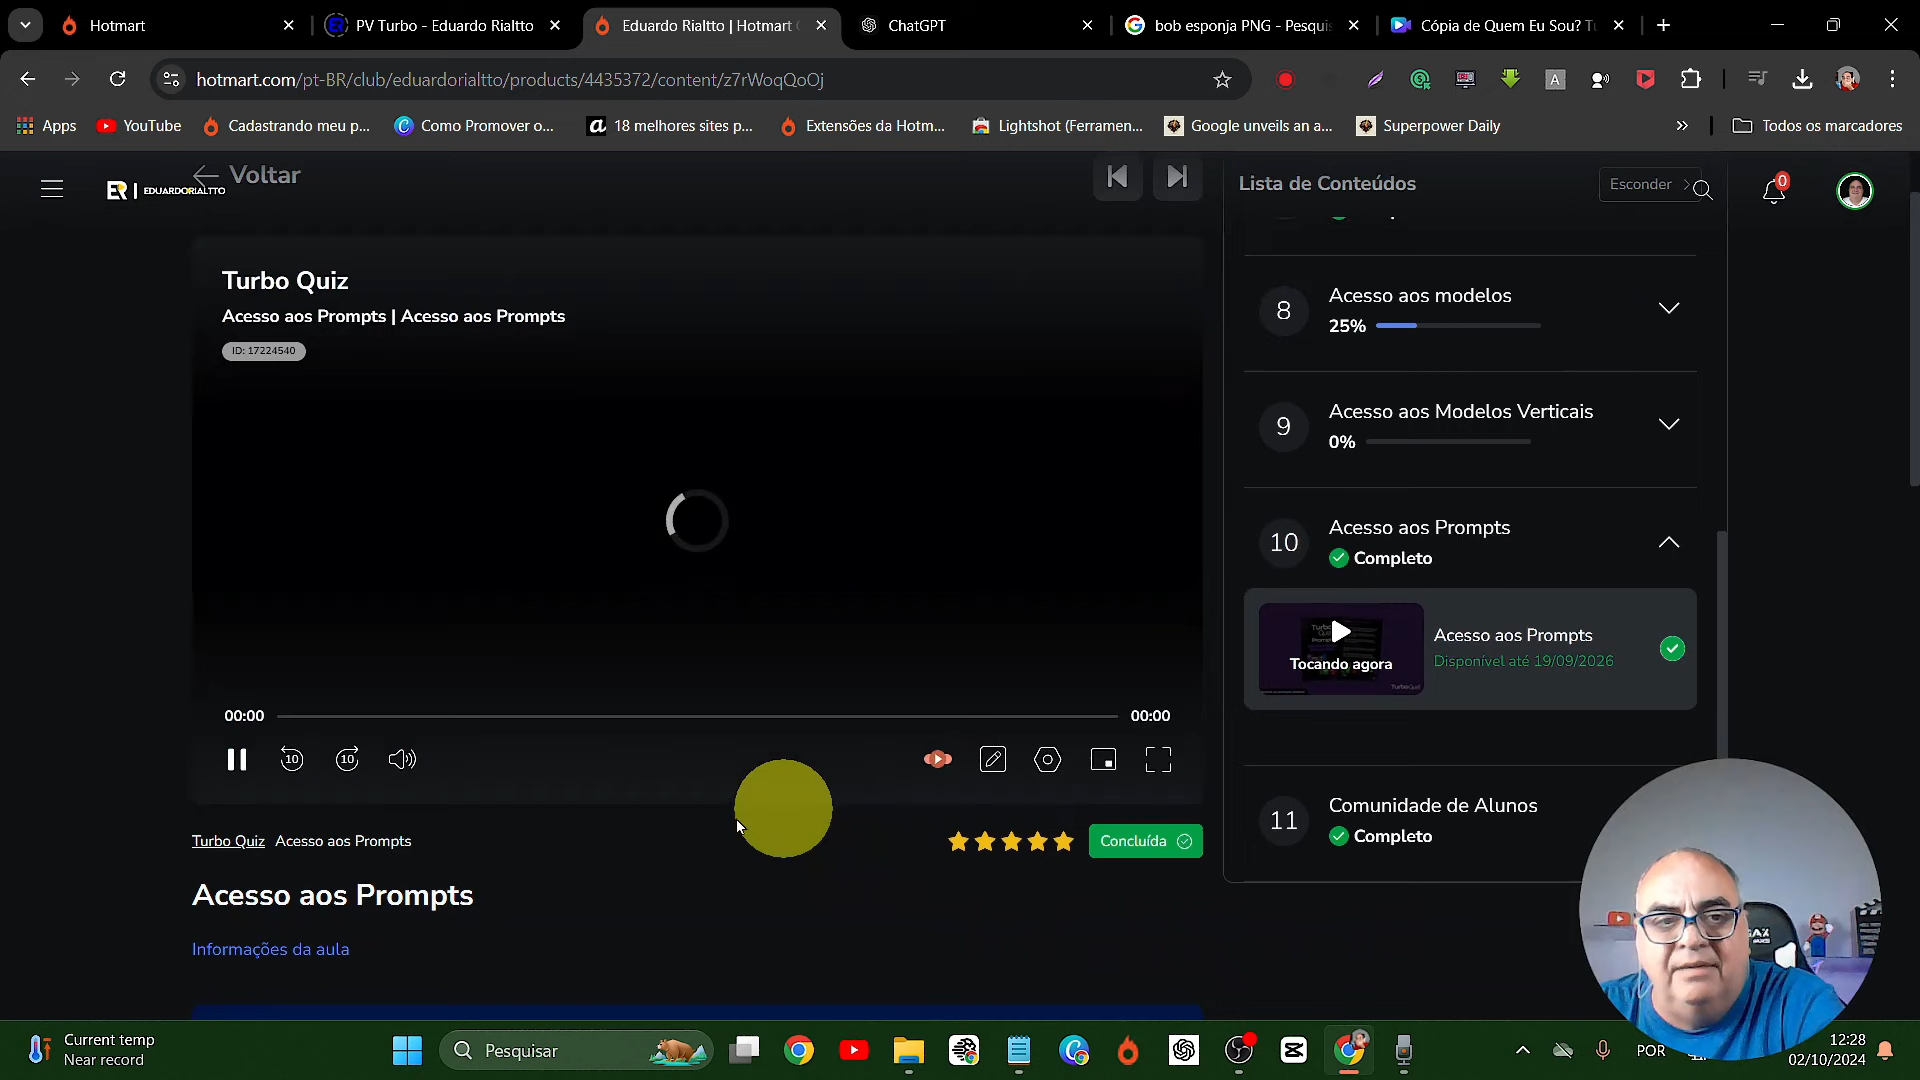 Hotmart
PV Turbo - Eduardo Rialtto
Eduardo Rialtto | Hotmart
ChatGPT
bob esponja PNG - Pesqui
Cópia de Quem Eu Sou? T
hotmart.com/pt-BR/club/eduardorialtto/products/4435372/content/z7rWoqQoOj
Apps
YouTube
Cadastrando meu p...
Como Promover o...
18 melhores sites p...
Extensões da Hotm...
Lightshot (Ferramen...
Google unveils an a...
Superpower Daily
Todos os marcadores
ER | EDUARDORIALTTO
Voltar
Lista de Conteúdos
Esconder
0
Turbo Quiz
Acesso aos Prompts | Acesso aos Prompts
ID: 17224540
8
Acesso aos modelos
25%
9
Acesso aos Modelos Verticais
0%
10
Acesso aos Prompts
Completo
Tocando agora
Acesso aos Prompts
Disponível até 19/09/2026
00:00
00:00
10
10
11
Comunidade de Alunos
Completo
Turbo Quiz
Acesso aos Prompts
Concluída
Acesso aos Prompts
Informações da aula
Current temp
Near record
Pesquisar
POR
12:28
02/10/2024